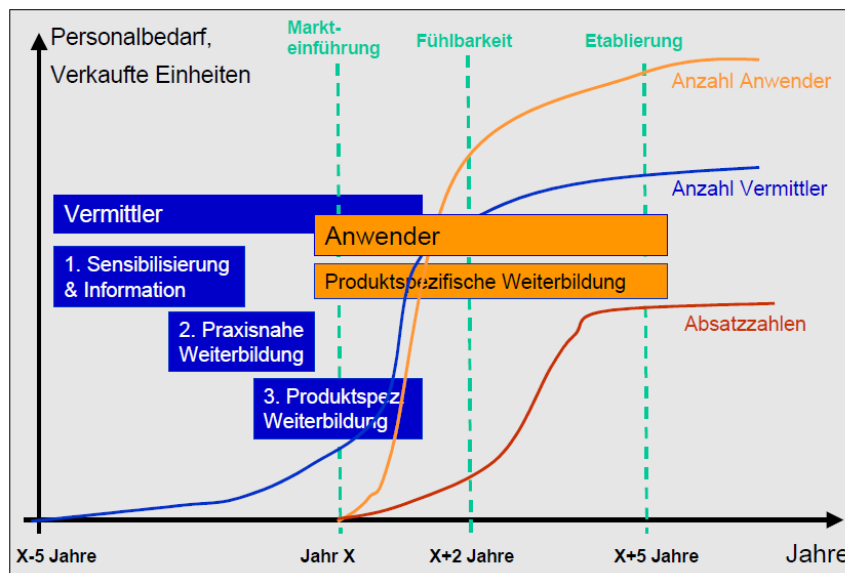 Personalbedarf,
Verkaufte Einheiten
Markt-
einführung
Fühlbarkeit
Etablierung
Anzahl Anwender
Anzahl Vermittler
Vermittler
Anwender
1. Sensibilisierung
& Information
Produktspezifische Weiterbildung
2. Praxisnahe
Weiterbildung
Absatzzahlen
3. Produktspez.
Weiterbildung
X-5 Jahre
Jahr X
X+2 Jahre
X+5 Jahre
Jahre